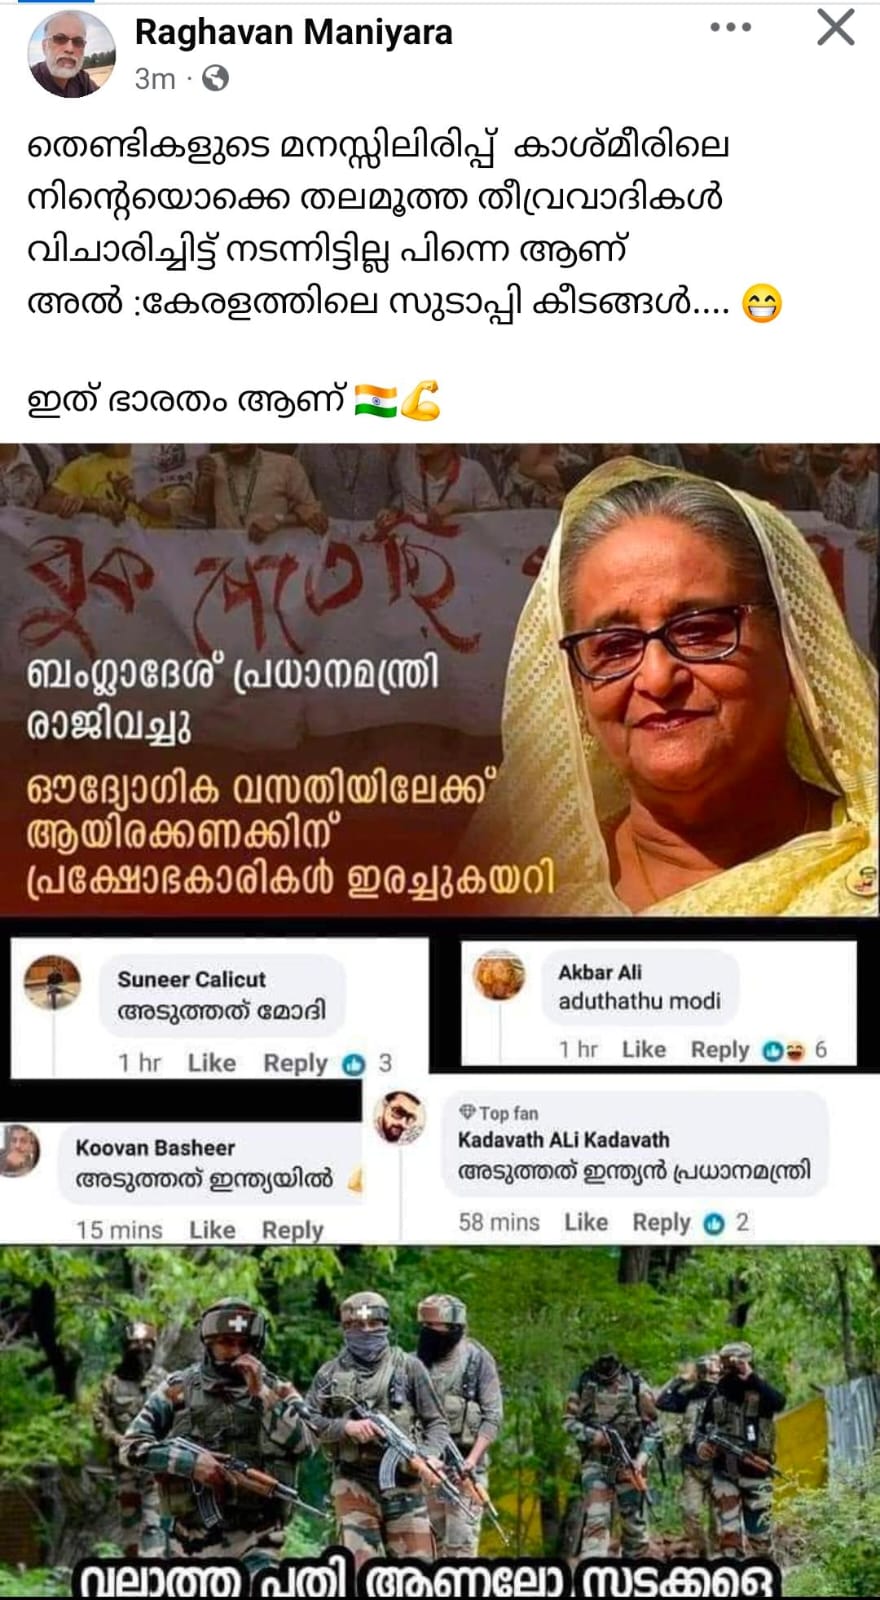 Raghavan Maniyara
3m
തെണ്ടികളുടെ മനസ്സിലിരിപ്പ് കാശ്മീരിലെ
നിന്റെയൊക്കെ തലമൂത്ത തീവ്രവാദികൾ
വിചാരിച്ചിട്ട് നടന്നിട്ടില്ല പിന്നെ ആണ്
അൽ :കേരളത്തിലെ സുടാപ്പി കീടങ്ങൾ.... 😁
ഇത് ഭാരതം ആണ് 🇮🇳💪
ബംഗ്ലാദേശ് പ്രധാനമന്ത്രി
രാജിവച്ചു
ഔദ്യോഗിക വസതിയിലേക്ക്
ആയിരക്കണക്കിന്
പ്രക്ഷോഭകാരികൾ ഇരച്ചുകയറി
Suneer Calicut
അടുത്തത് മോദി
1 hr Like Reply 3
Akbar Ali
aduthathu modi
1 hr Like Reply 6
Koovan Basheer
അടുത്തത് ഇന്ത്യയിൽ
15 mins Like Reply
Top fan
Kadavath ALi Kadavath
അടുത്തത് ഇന്ത്യൻ പ്രധാനമന്ത്രി
58 mins Like Reply 2
വല്ലാത്ത പതി ആണലോ സുടക്കളെ